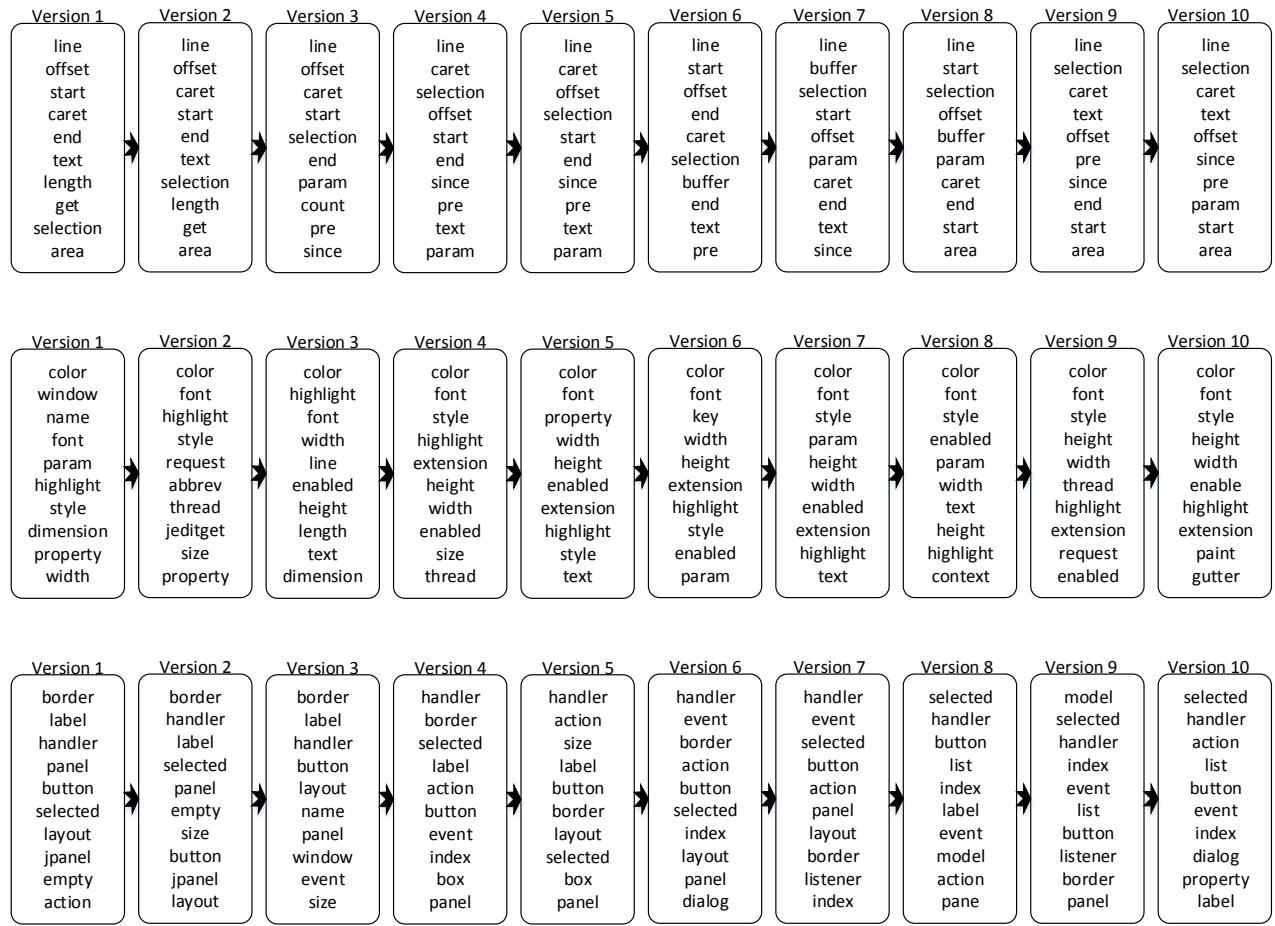 Version 1 Version 2 Version 3 Version 4 Version 5 Version 6 Version 7 Version 8 Version 9 Version 10
line line line line line line line line line line
offset offset offset caret caret start buffer start selection selection
start caret caret selection offset offset selection selection caret caret
caret start start offset selection end start offset text text
end end selection start start caret offset buffer offset offset
text text end end end selection param param pre since
length selection param since since buffer caret caret since pre
get length count pre pre end end end end param
selection get pre text text text text start start start
area area since param param pre since area area area
Version 1 Version 2 Version 3 Version 4 Version 5 Version 6 Version 7 Version 8 Version 9 Version 10
color color color color color color color color color color
window font highlight font font font font font font font
name highlight font style property key style style style style
font style width highlight width width param enabled height height
param request line extension height height height param width width
highlight abbrev enabled height enabled extension width width thread enable
style thread height width extension highlight enabled text highlight highlight
dimension jeditget length enabled highlight style extension height extension extension
property size text size style enabled highlight highlight request paint
width property dimension thread text param text context enabled gutter
Version 1 Version 2 Version 3 Version 4 Version 5 Version 6 Version 7 Version 8 Version 9 Version 10
border border border handler handler handler handler selected model selected
label handler label border action event event handler selected handler
handler label handler selected size border selected button handler action
panel selected button label label action button list index list
button panel layout action button button action index event button
selected empty name button border selected panel label list event
layout size panel event layout index layout event button index
jpanel button window index selected layout border model listener dialog
empty jpanel event box box panel listener action border property
action layout size panel panel dialog index pane panel label